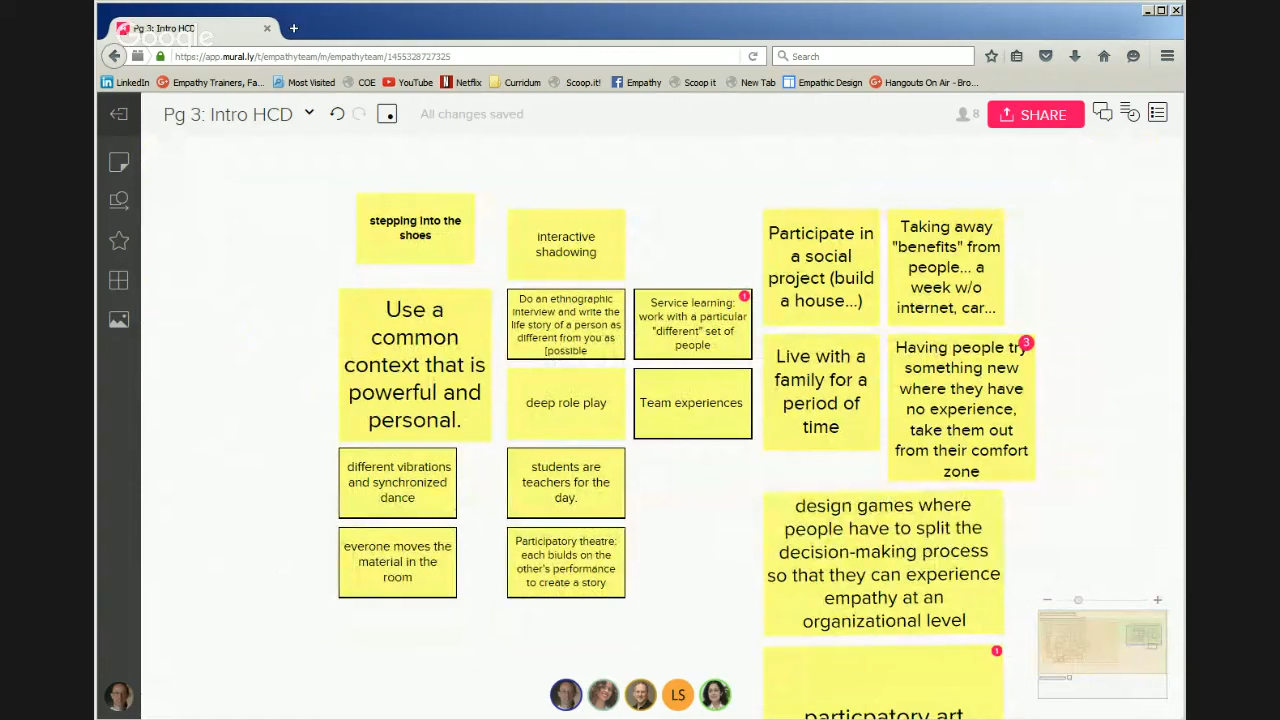 Pg 3: Intro HCD
Google
https://app.mural.ly/t/empathyteam/m/empathyteam/1455328727325
Search
LinkedIn
Empathy Trainers, Fa...
Most Visited
COE
YouTube
Netflix
Curridum
Scoop.it!
Empathy
Scoop it
New Tab
Empathic Design
Hangouts On Air - Bro...
Pg 3: Intro HCD
All changes saved
8
SHARE
stepping into the
shoes
Use a
common
context that is
powerful and
personal.
different vibrations
and synchronized
dance
everone moves the
material in the
room
interactive
shadowing
Do an ethnographic
interview and write the
life story of a person as
different from you as
[possible
Service learning:
work with a particular
"different" set of
people
1
deep role play
Team experiences
students are
teachers for the
day.
Participatory theatre:
each biulds on the
other's performance
to create a story
Participate in
a social
project (build
a house...)
Taking away
"benefits" from
people... a
week w/o
internet, car...
Live with a
family for a
period of
time
Having people try
something new
where they have
no experience,
take them out
from their comfort
zone
3
design games where
people have to split the
decision-making process
so that they can experience
empathy at an
organizational level
1
particpatory art
LS